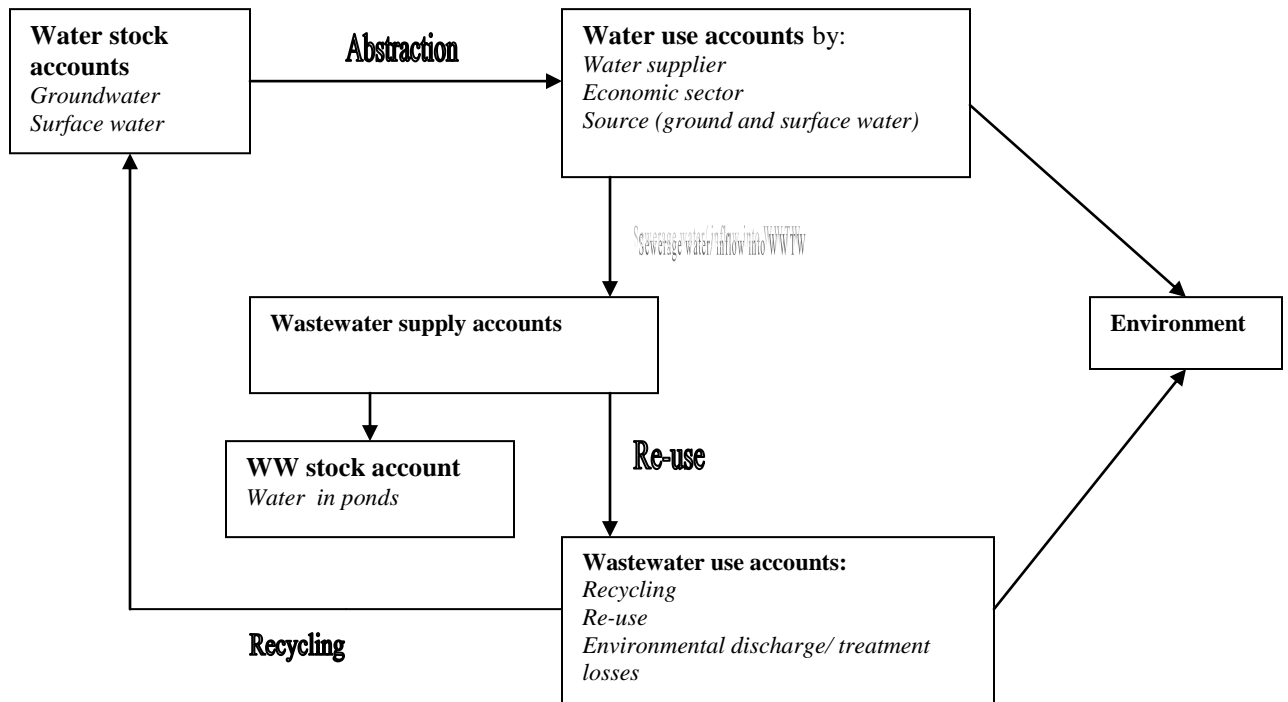 Water stock
accounts
Groundwater
Surface water
Abstraction
Water use accounts by:
Water supplier
Economic sector
Source (ground and surface water)
Sewerage water/ inflow into WWTW
Wastewater supply accounts
Environment
WW stock account
Water in ponds
Re-use
Wastewater use accounts:
Recycling
Re-use
Environmental discharge/ treatment
losses
Recycling